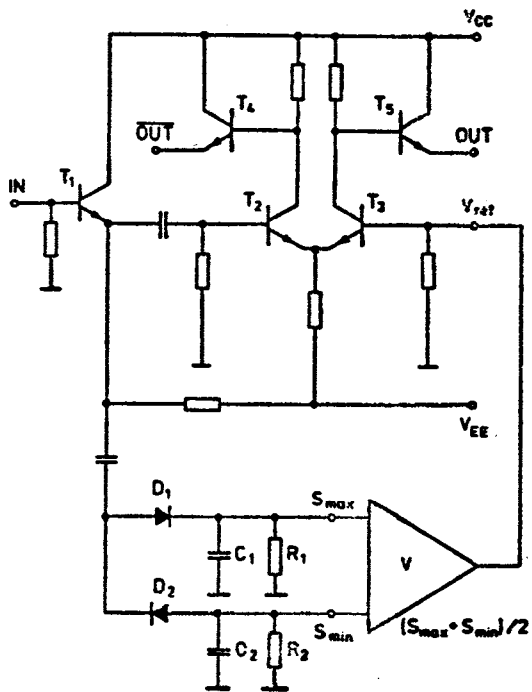 V_CC
T_4
T_5
OUT
OUT
IN
T_1
T_2
T_3
V_ref
V_EE
D_1
S_max
C_1
R_1
V
D_2
S_min
(S_max + S_min)/2
C_2
R_2